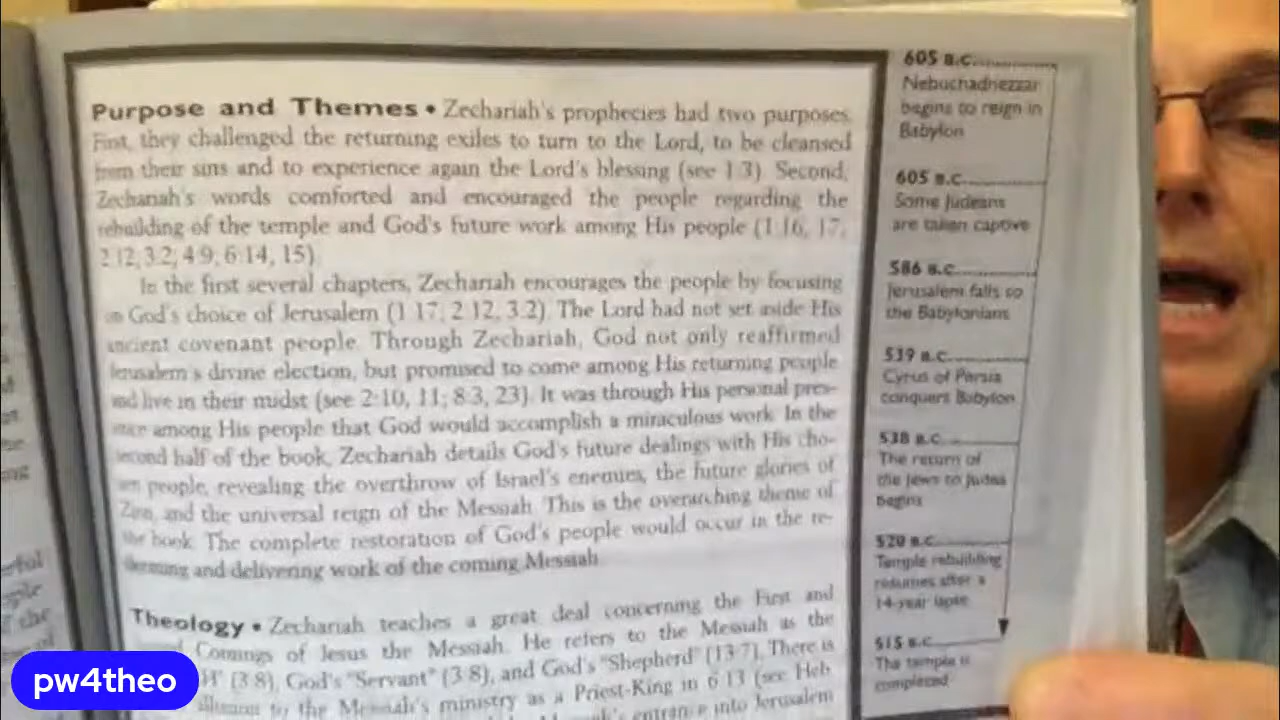 Purpose and Themes • Zechariah's prophecies had two purposes.
First, they challenged the returning exiles to turn to the Lord, to be cleansed
from their sins and to experience again the Lord's blessing (see 1:3). Second,
Zechariah's words comforted and encouraged the people regarding the
rebuilding of the temple and God's future work among His people (1:16, 17;
2:12; 3:2; 4:9; 6:14, 15).
In the first several chapters, Zechariah encourages the people by focusing
on God's choice of Jerusalem (1:17; 2:12; 3:2). The Lord had not set aside His
ancient covenant people. Through Zechariah, God not only reaffirmed
Jerusalem's divine election, but promised to come among His returning people
and live in their midst (see 2:10, 11; 8:3, 23). It was through His personal pres-
ence among His people that God would accomplish a miraculous work. In the
second half of the book, Zechariah details God's future dealings with His cho-
sen people, revealing the overthrow of Israel's enemies, the future glories of
Zion, and the universal reign of the Messiah. This is the overarching theme of
the book. The complete restoration of God's people would occur in the re-
deeming and delivering work of the coming Messiah.
Theology • Zechariah teaches a great deal concerning the First and
Comings of Jesus the Messiah. He refers to the Messiah as the
(3:8), God's "Servant" (3:8), and God's "Shepherd" (13:7). There is
to the Messiah's ministry as a Priest-King in 6:13 (see Heb.
entrance into Jerusalem
605 B.C.
Nebuchadnezzar
begins to reign in
Babylon
605 B.C.
Some Judeans
are taken captive
586 B.C.
Jerusalem falls to
the Babylonians
539 B.C.
Cyrus of Persia
conquers Babylon
538 B.C.
The return of
the Jews to Judea
begins
520 B.C.
Temple rebuilding
resumes after a
14-year lapse
515 B.C.
The temple is
completed
pw4theo